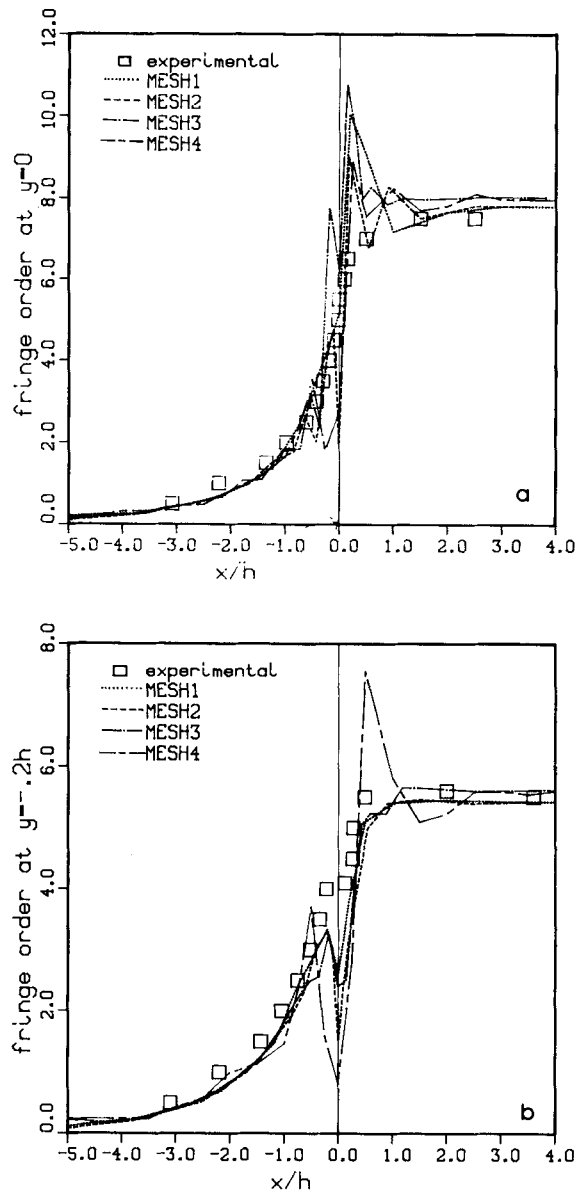 12.0
10.0
8.0
6.0
4.0
2.0
0.0
fringe order at y=0
experimental
MESH1
MESH2
MESH3
MESH4
a
-5.0 -4.0 -3.0 -2.0 -1.0 0.0 1.0 2.0 3.0 4.0
x/h
8.0
6.0
4.0
2.0
0.0
fringe order at y=-.2h
experimental
MESH1
MESH2
MESH3
MESH4
b
-5.0 -4.0 -3.0 -2.0 -1.0 0.0 1.0 2.0 3.0 4.0
x/h